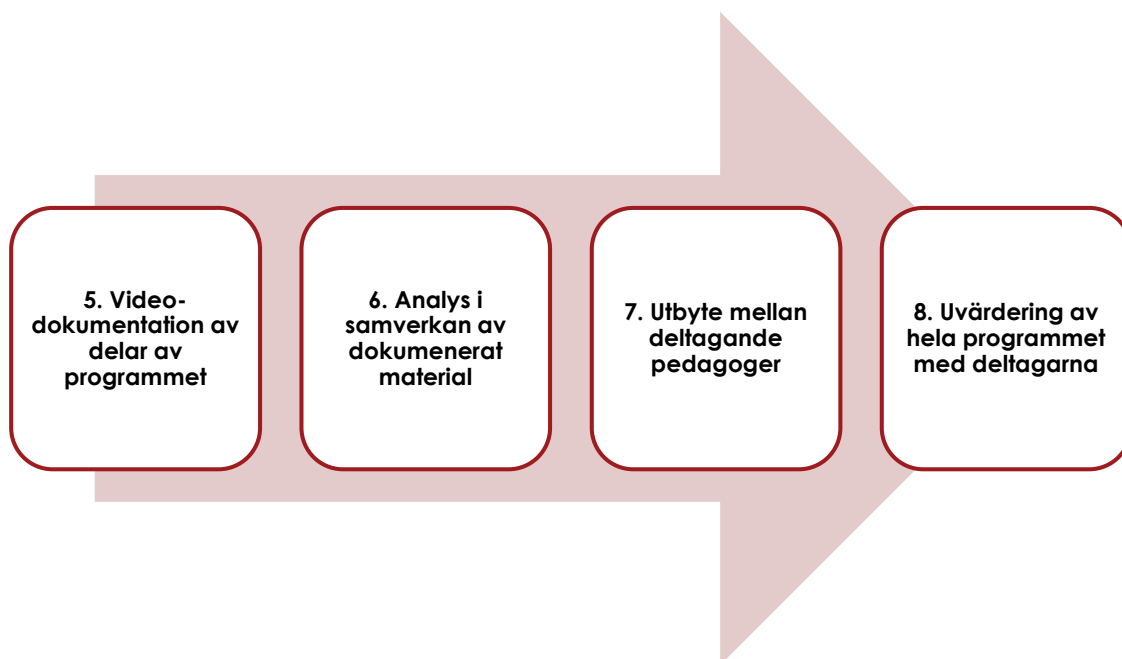 5. Video-
dokumentation av
delar av
programmet
6. Analys i
samverkan av
dokumenerat
material
7. Utbyte mellan
deltagande
pedagoger
8. Uvärdering av
hela programmet
med deltagarna